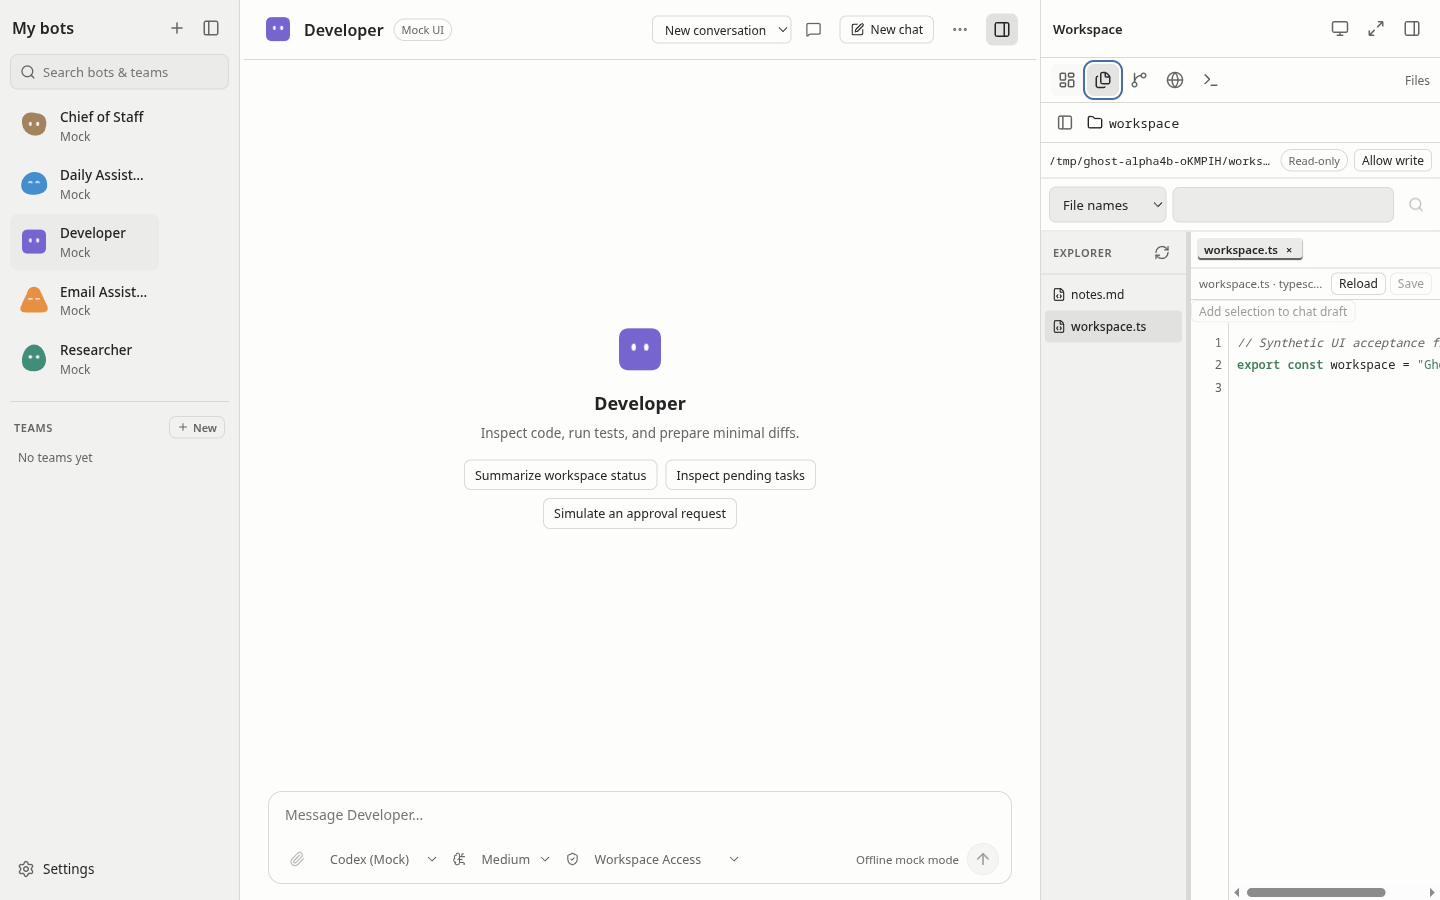 My bots
Search bots & teams
Chief of Staff
Mock
Daily Assist...
Mock
Developer
Mock
Email Assist...
Mock
Researcher
Mock
TEAMS
New
No teams yet
Settings
Developer
Mock UI
New conversation
New chat
Developer
Inspect code, run tests, and prepare minimal diffs.
Summarize workspace status
Inspect pending tasks
Simulate an approval request
Message Developer...
Codex (Mock)
Medium
Workspace Access
Offline mock mode
Workspace
Files
workspace
/tmp/ghost-alpha4b-oKMPIH/works...
Read-only
Allow write
File names
EXPLORER
notes.md
workspace.ts
workspace.ts ×
workspace.ts · typesc...
Reload
Save
Add selection to chat draft
1 // Synthetic UI acceptance f
2 export const workspace = "Gh
3